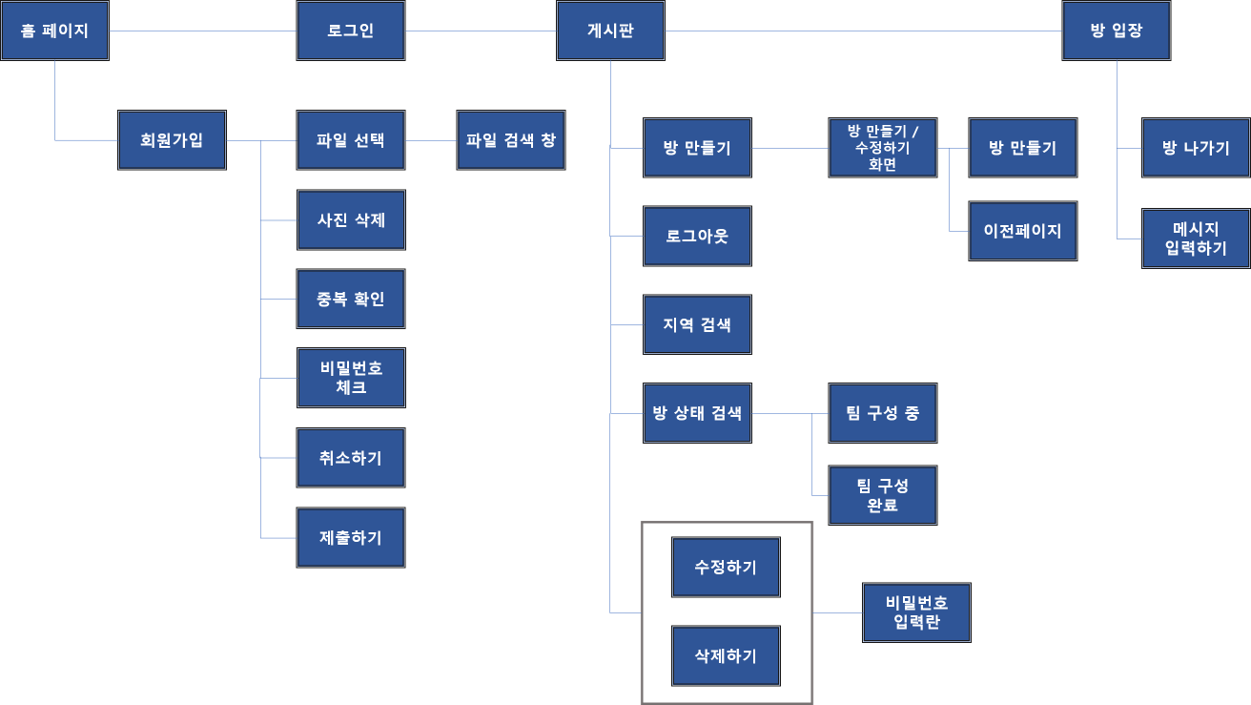 홈 페이지
로그인
게시판
방 입장
회원가입
파일 선택
파일 검색 창
방 만들기
방 만들기 /
수정하기
화면
방 만들기
방 나가기
사진 삭제
로그아웃
이전페이지
메시지
입력하기
중복 확인
지역 검색
비밀번호
체크
방 상태 검색
팀 구성 중
취소하기
팀 구성
완료
제출하기
수정하기
비밀번호
입력란
삭제하기